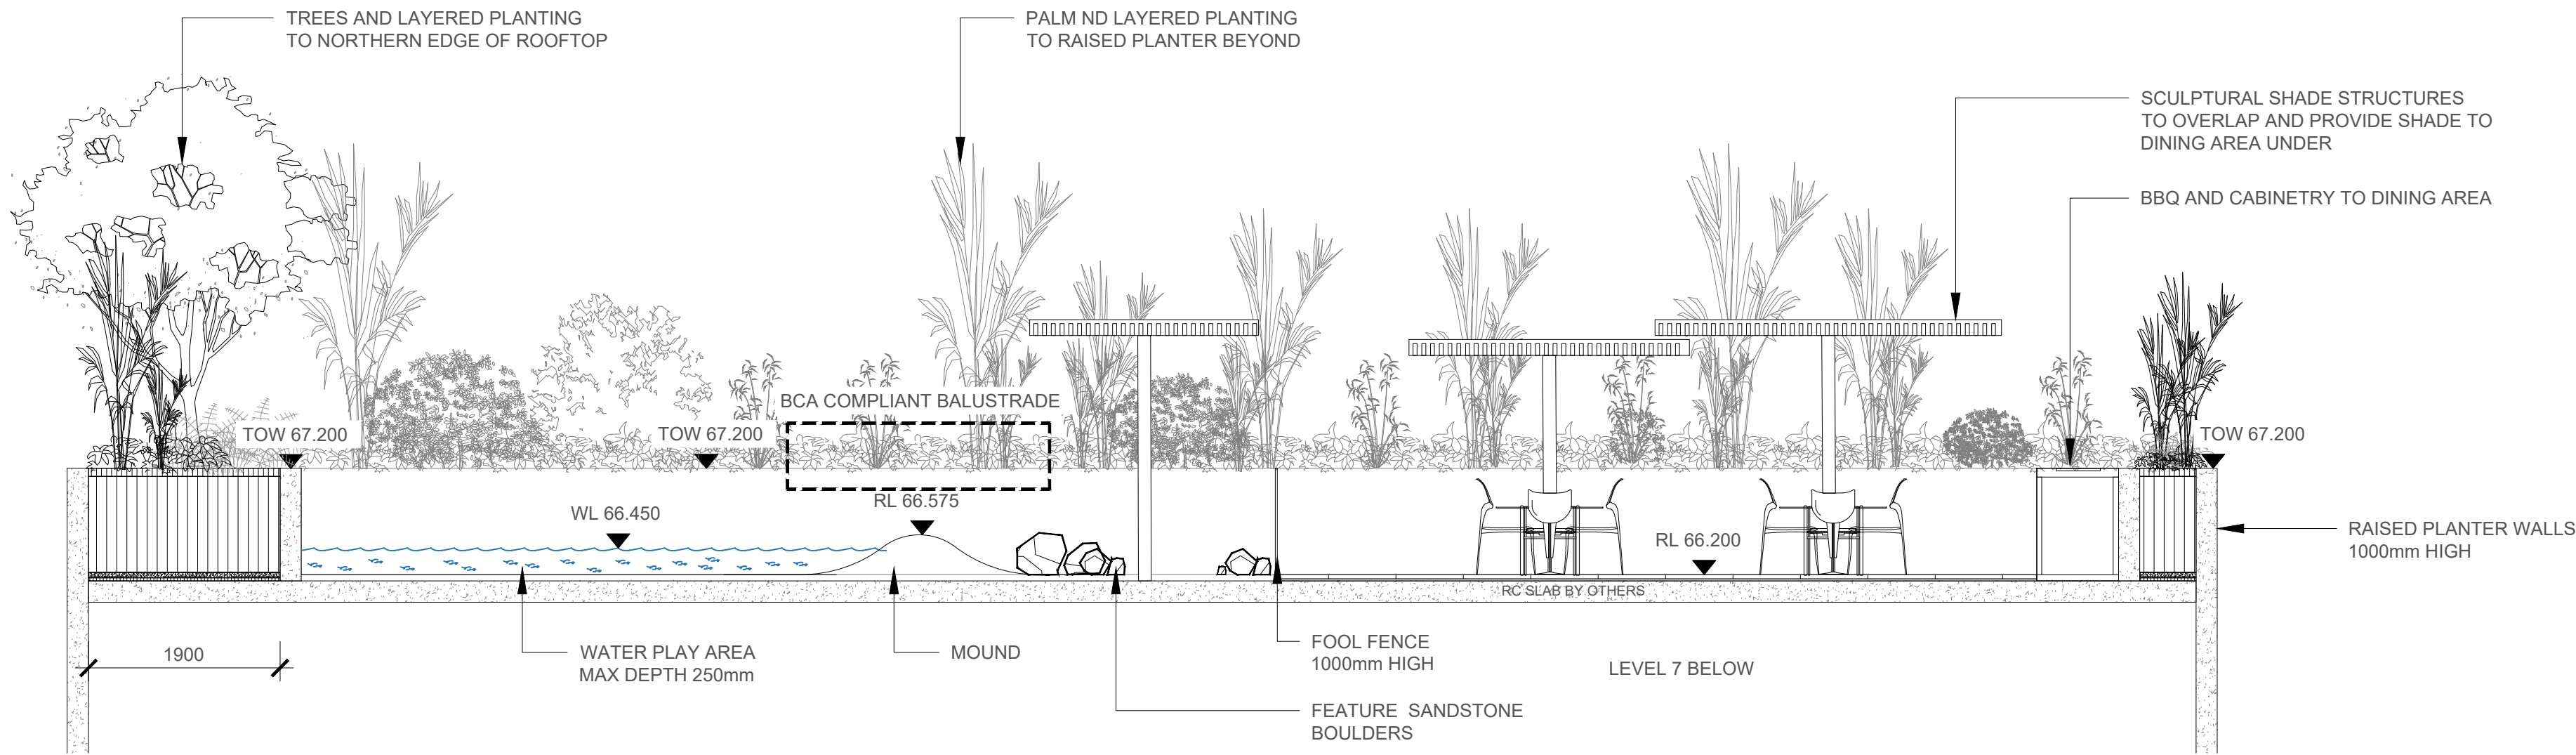 TREES AND LAYERED PLANTING
TO NORTHERN EDGE OF ROOFTOP
PALM ND LAYERED PLANTING
TO RAISED PLANTER BEYOND
SCULPTURAL SHADE STRUCTURES
TO OVERLAP AND PROVIDE SHADE TO
DINING AREA UNDER
BBQ AND CABINETRY TO DINING AREA
BCA COMPLIANT BALUSTRADE
TOW 67.200
TOW 67.200
TOW 67.200
RL 66.575
WL 66.450
RL 66.200
RAISED PLANTER WALLS
1000mm HIGH
RC SLAB BY OTHERS
1900
WATER PLAY AREA
MAX DEPTH 250mm
MOUND
FOOL FENCE
1000mm HIGH
LEVEL 7 BELOW
FEATURE SANDSTONE
BOULDERS